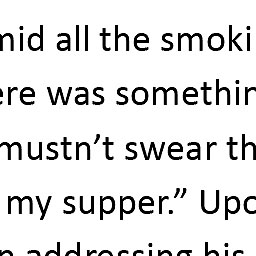 mid all the smoki
ere was somethin
mustn’t swear th
my supper.” Upo
n addressing his